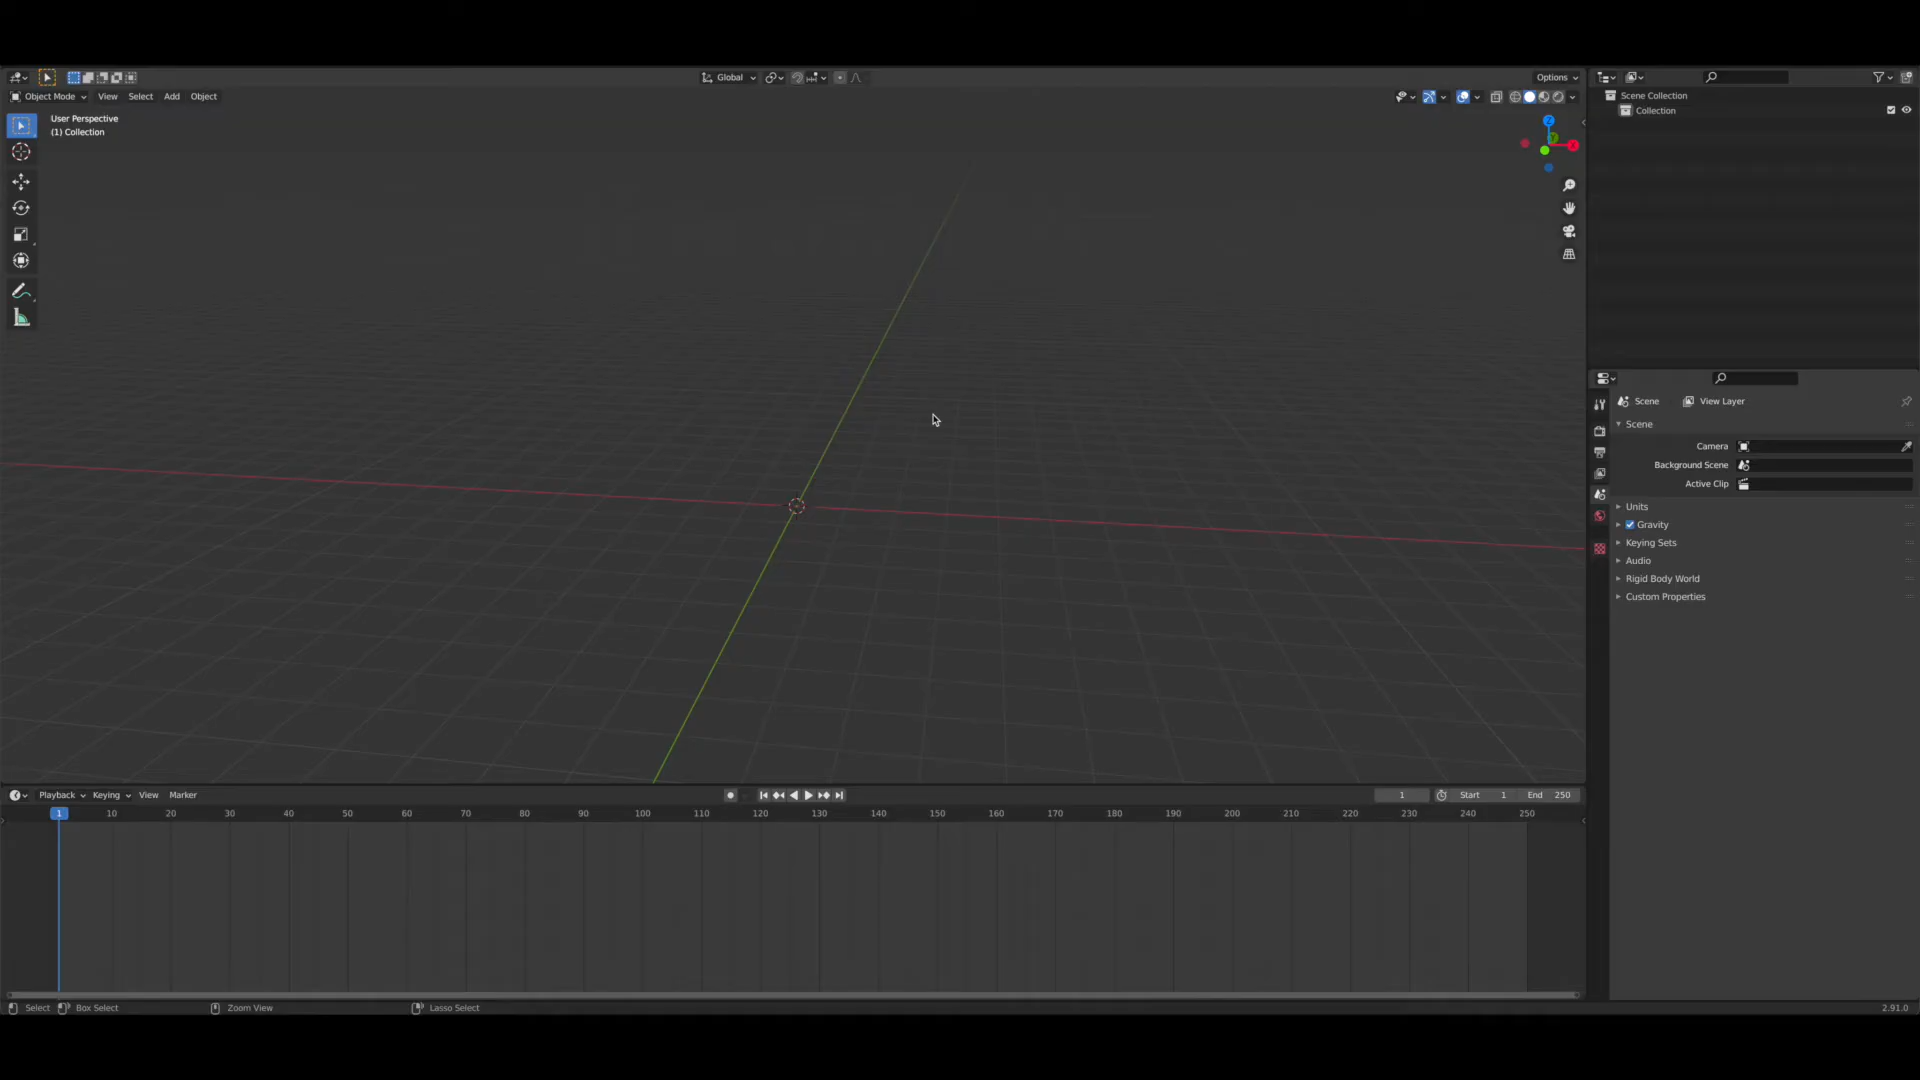 Global
Options
Object Mode View Select Add Object
User Perspective
(1) Collection
Z
Y
X
Scene Collection
Collection
Scene View Layer
Scene
Camera
Background Scene
Active Clip
Units
Gravity
Keying Sets
Audio
Rigid Body World
Custom Properties
Playback Keying View Marker
1 Start 1 End 250
1 10 20 30 40 50 60 70 80 90 100 110 120 130 140 150 160 170 180 190 200 210 220 230 240 250
Select Box Select Zoom View Lasso Select
2.91.0